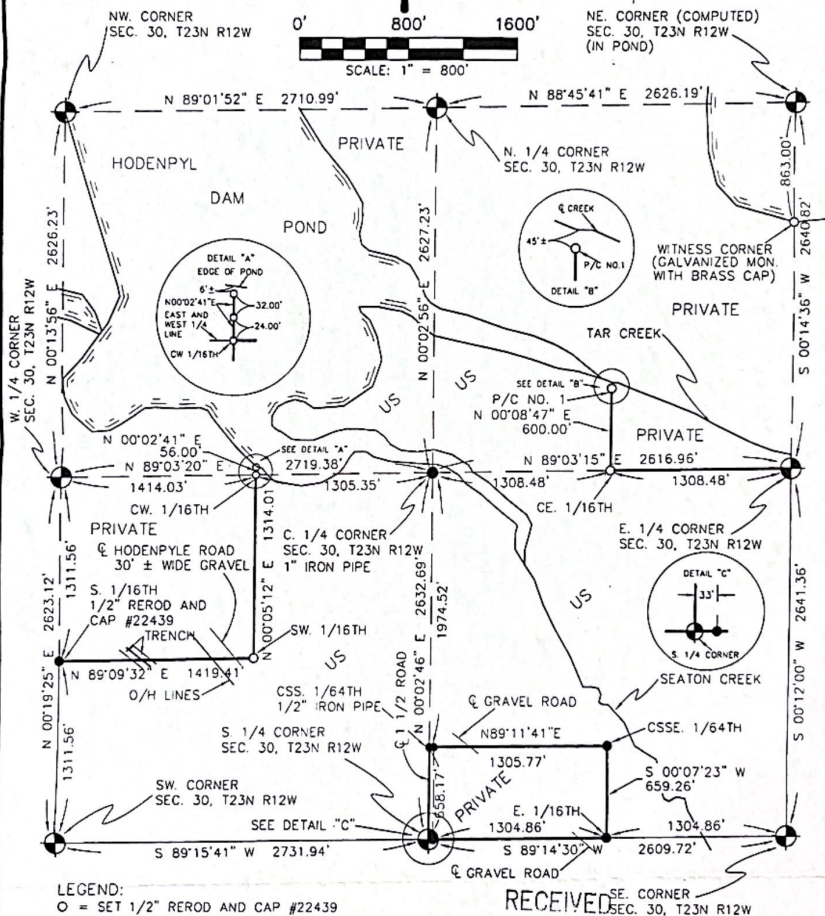 NW. CORNER
SEC. 30, T23N R12W
0' 800' 1600'
SCALE: 1" = 800'
NE. CORNER (COMPUTED)
SEC. 30, T23N R12W
(IN POND)
N 89°01'52" E 2710.99'
N 88°45'41" E 2626.19'
HODENPYL
DAM
POND
PRIVATE
N. 1/4 CORNER
SEC. 30, T23N R12W
863.00'
S 00°14'36" W 2640.82'
N 00°13'56" E 2626.23'
N 00°02'56" E 2627.23'
DETAIL "A"
EDGE OF POND
6'±
N00°02'41"E
32.00'
EAST AND
WEST 1/4
LINE
24.00'
CW 1/16TH
℄ CREEK
45'±
P/C NO.1
DETAIL "B"
WITNESS CORNER
(GALVANIZED MON.
WITH BRASS CAP)
PRIVATE
TAR CREEK
W. 1/4 CORNER
SEC. 30, T23N R12W
US
US
SEE DETAIL "B"
P/C NO. 1
N 00°08'47" E
600.00'
PRIVATE
N 00°02'41" E
56.00'
SEE DETAIL "A"
N 89°03'20" E 2719.38'
1414.03'
1305.35'
N 89°03'15" E 2616.96'
1308.48'
1308.48'
CW. 1/16TH
CE. 1/16TH
C. 1/4 CORNER
SEC. 30, T23N R12W
1" IRON PIPE
E. 1/4 CORNER
SEC. 30, T23N R12W
PRIVATE
℄ HODENPYLE ROAD
30' ± WIDE GRAVEL
S. 1/16TH
1/2" REROD AND
CAP #22439
TRENCH
N 00°19'25" E 2623.12'
1311.56'
1311.56'
N 00°05'12" E 1314.01
SW. 1/16TH
N 89°09'32" E 1419.41'
O/H LINES
US
N 00°02'46" E 2632.69'
1974.52'
US
DETAIL "C"
33'
S. 1/4 CORNER
SEATON CREEK
S 00°12'00" W 2641.36'
CSS. 1/64TH
1/2" IRON PIPE
℄ 1 1/2 ROAD
℄ GRAVEL ROAD
N89°11'41"E
1305.77'
CSSE. 1/64TH
S 00°07'23" W
659.26'
S. 1/4 CORNER
SEC. 30, T23N R12W
658.17'
PRIVATE
E. 1/16TH
SW. CORNER
SEC. 30, T23N R12W
SEE DETAIL "C"
1304.86'
1304.86'
S 89°15'41" W 2731.94'
S 89°14'30" W 2609.72'
℄ GRAVEL ROAD
LEGEND:
O = SET 1/2" REROD AND CAP #22439
RECEIVED
SE. CORNER
SEC. 30, T23N R12W